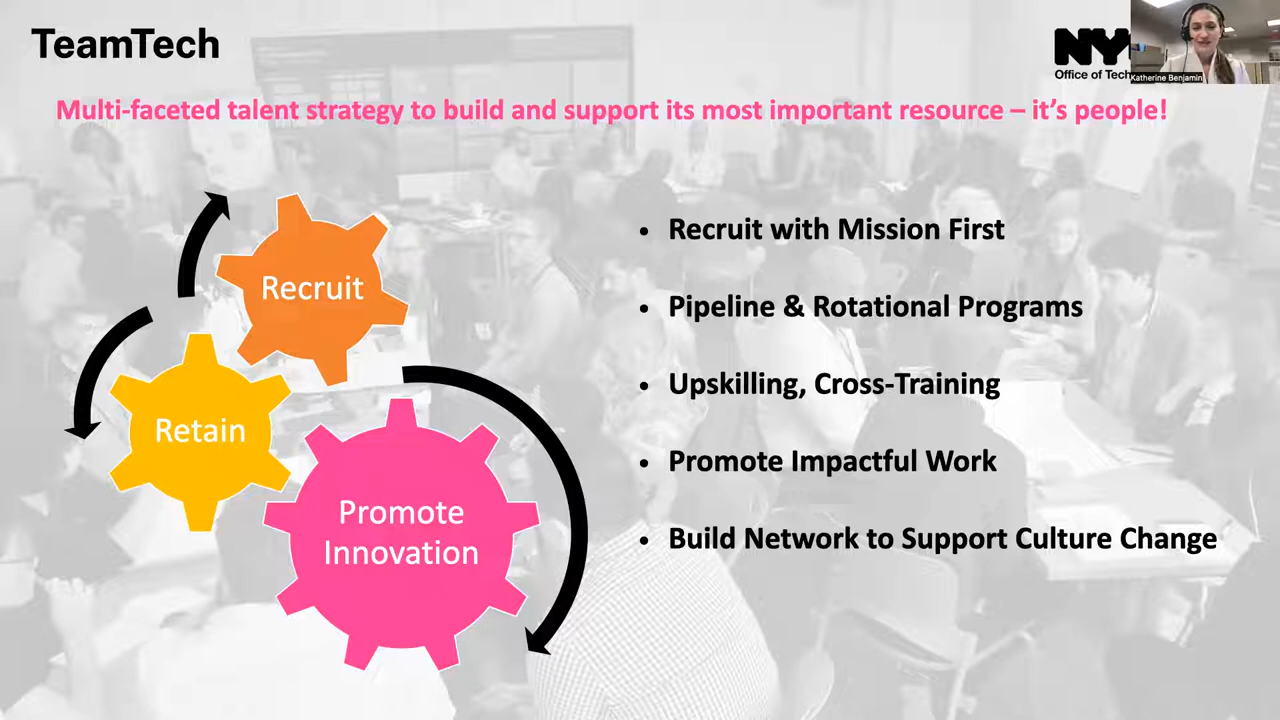 TeamTech
NY
Office of Tech
Katherine Benjamin
Multi-faceted talent strategy to build and support its most important resource – it's people!
Recruit
Retain
Promote
Innovation
• Recruit with Mission First
• Pipeline & Rotational Programs
• Upskilling, Cross-Training
• Promote Impactful Work
• Build Network to Support Culture Change